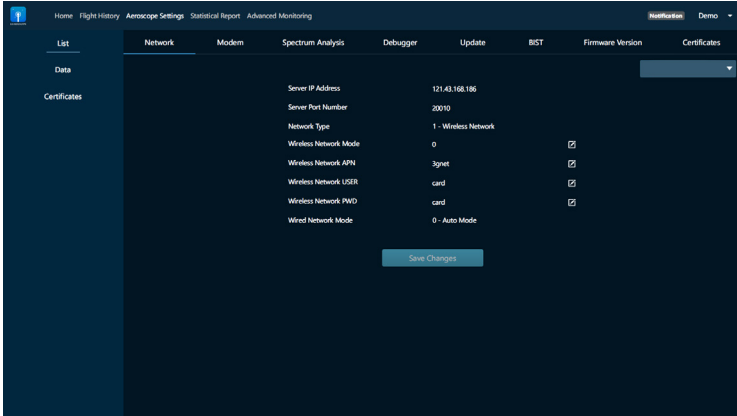 Home Flight History Aeroscope Settings Statistical Report Advanced Monitoring Notification Demo
List Network Modem Spectrum Analysis Debugger Update BIST Firmware Version Certificates
Data
Certificates
Server IP Address 121.43.168.186
Server Port Number 20010
Network Type 1 - Wireless Network
Wireless Network Mode 0
Wireless Network APN 3gnet
Wireless Network USER card
Wireless Network PWD card
Wired Network Mode 0 - Auto Mode
Save Changes